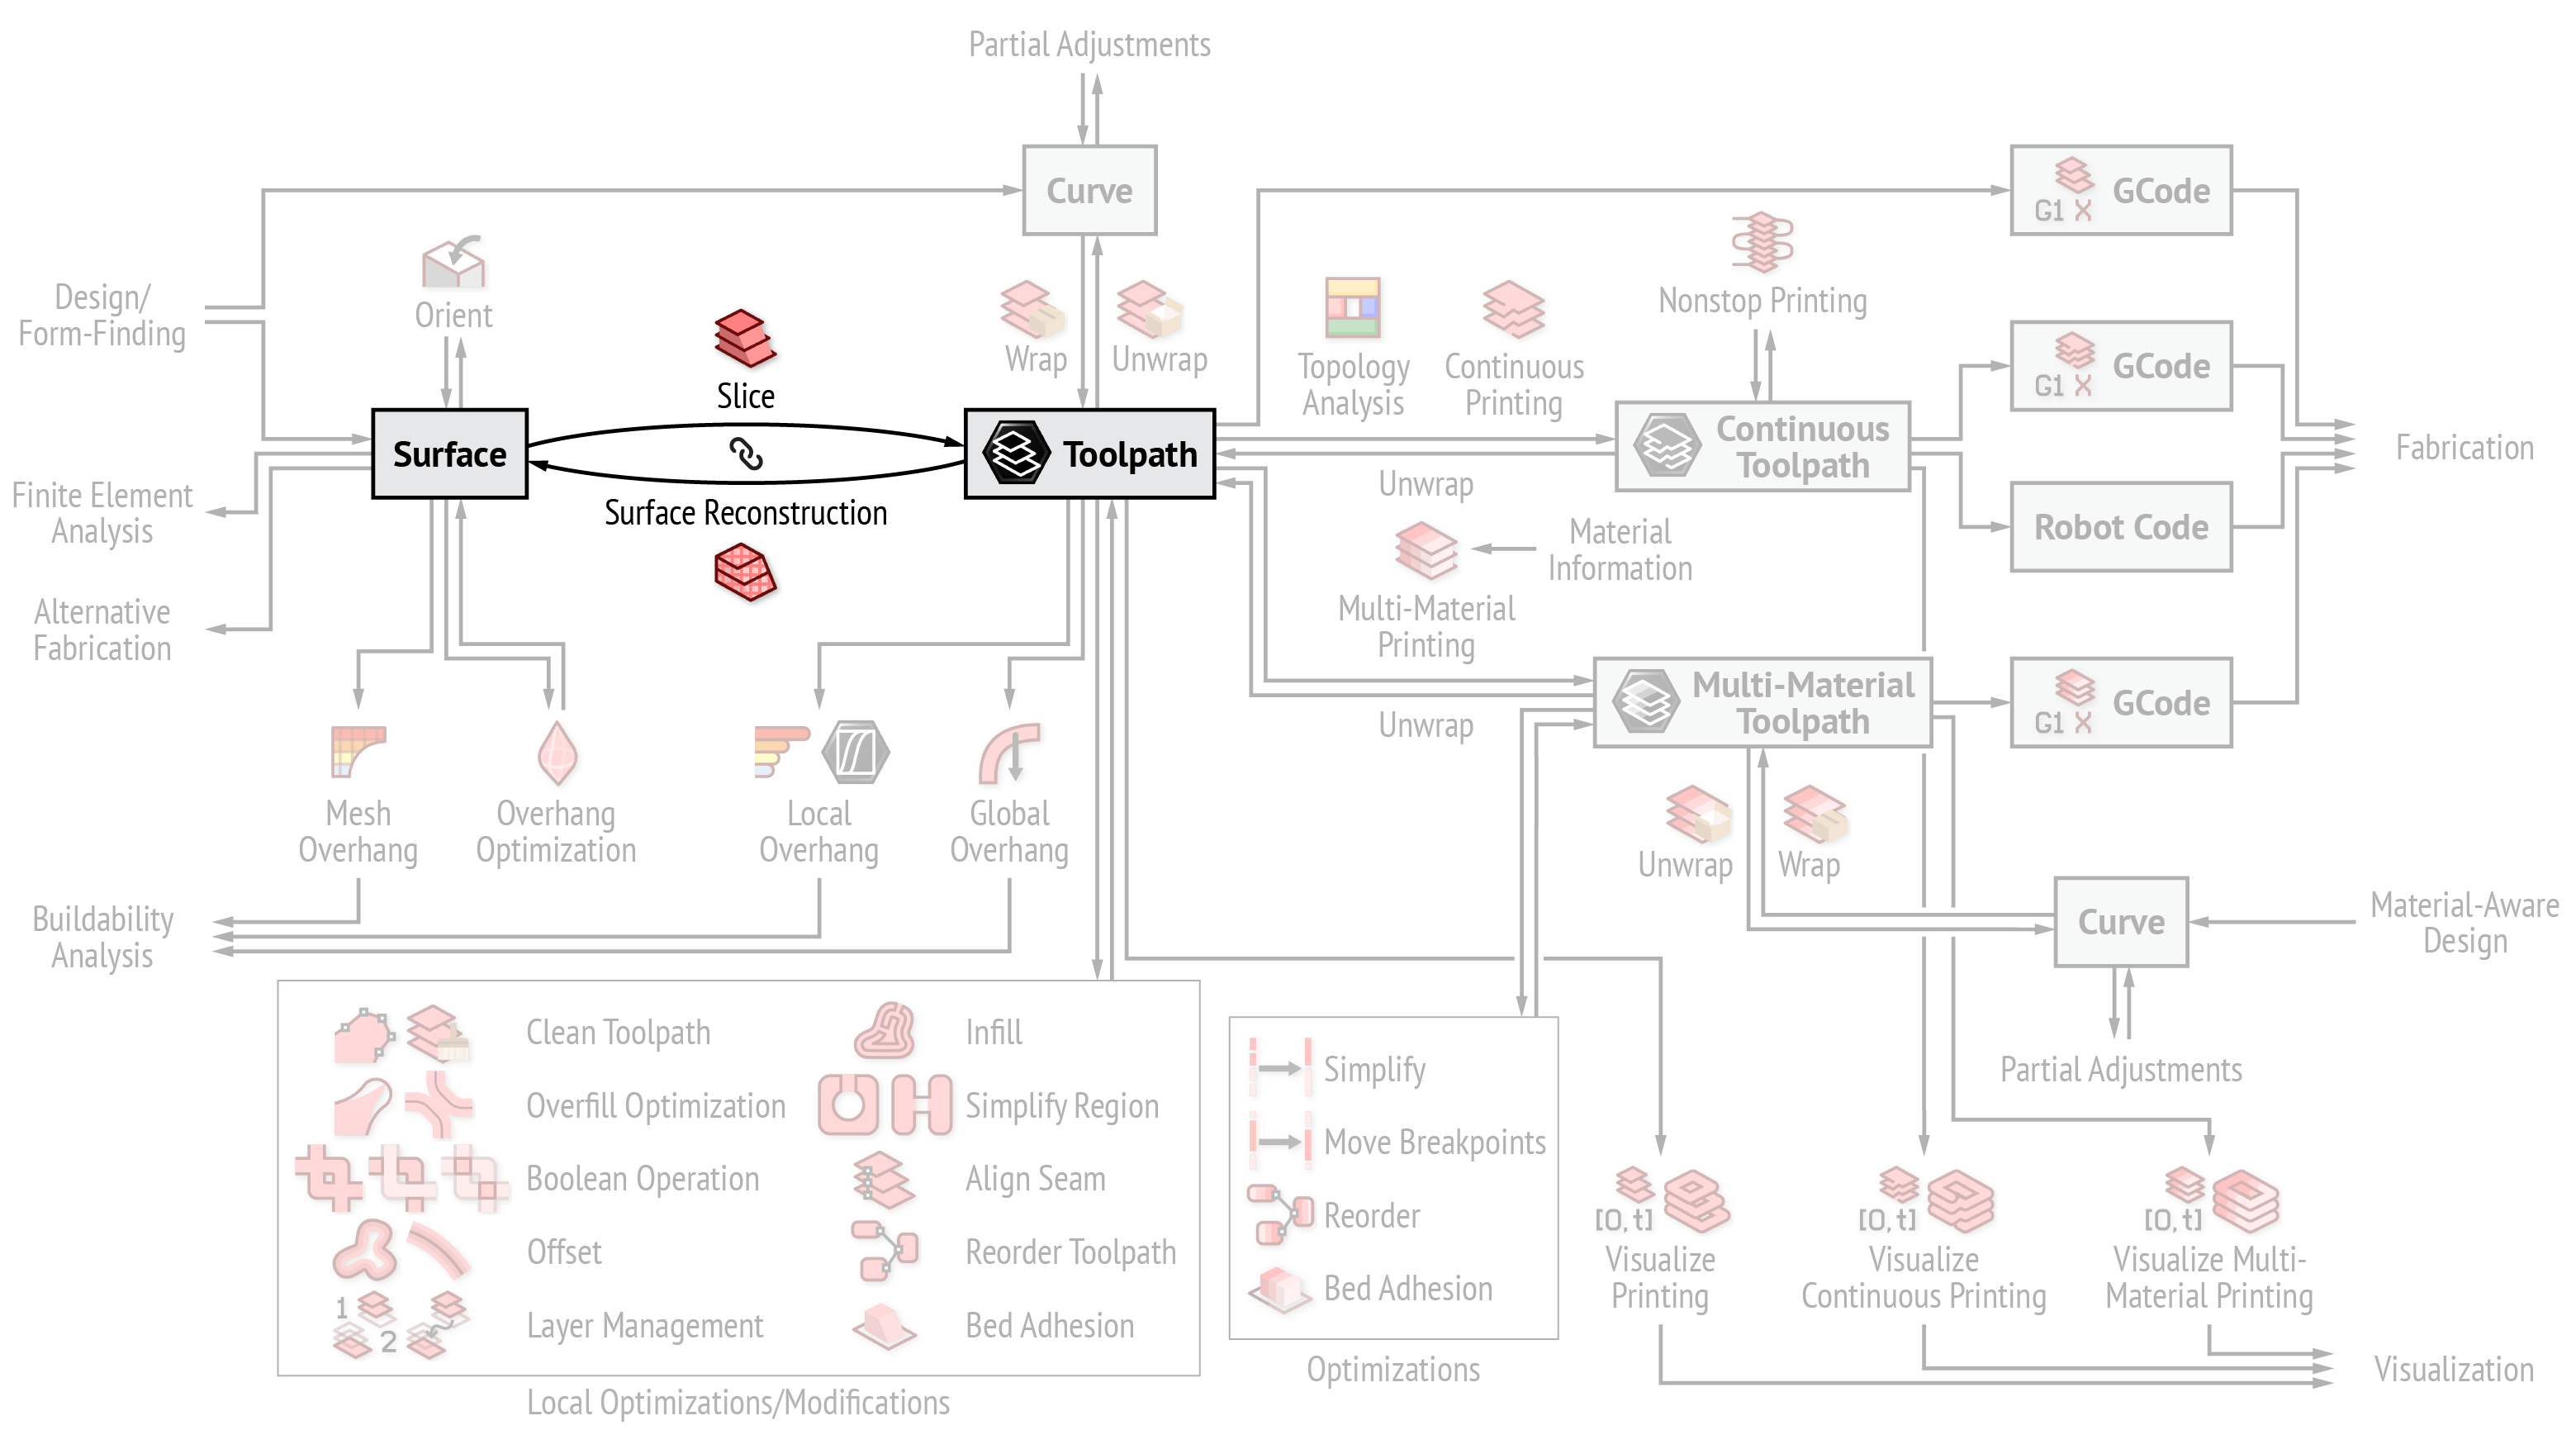 Partial Adjustments
Curve
Design/
Form-Finding
Orient
Slice
Wrap
Unwrap
Surface
Toolpath
Surface Reconstruction
Finite Element
Analysis
Alternative
Fabrication
Mesh
Overhang
Overhang
Optimization
Local
Overhang
Global
Overhang
Buildability
Analysis
Topology
Analysis
Continuous
Printing
Nonstop Printing
Continuous
Toolpath
Unwrap
Material
Information
Multi-Material
Printing
Multi-Material
Toolpath
Unwrap
G1 X
GCode
G1 X
GCode
Robot Code
G1 X
GCode
Fabrication
Unwrap
Wrap
Curve
Material-Aware
Design
Partial Adjustments
Clean Toolpath
Overfill Optimization
Boolean Operation
Offset
1
2
Layer Management
Infill
Simplify Region
Align Seam
Reorder Toolpath
Bed Adhesion
Local Optimizations/Modifications
Simplify
Move Breakpoints
Reorder
Bed Adhesion
Optimizations
[0, t]
Visualize
Printing
[0, t]
Visualize
Continuous Printing
[0, t]
Visualize Multi-
Material Printing
Visualization